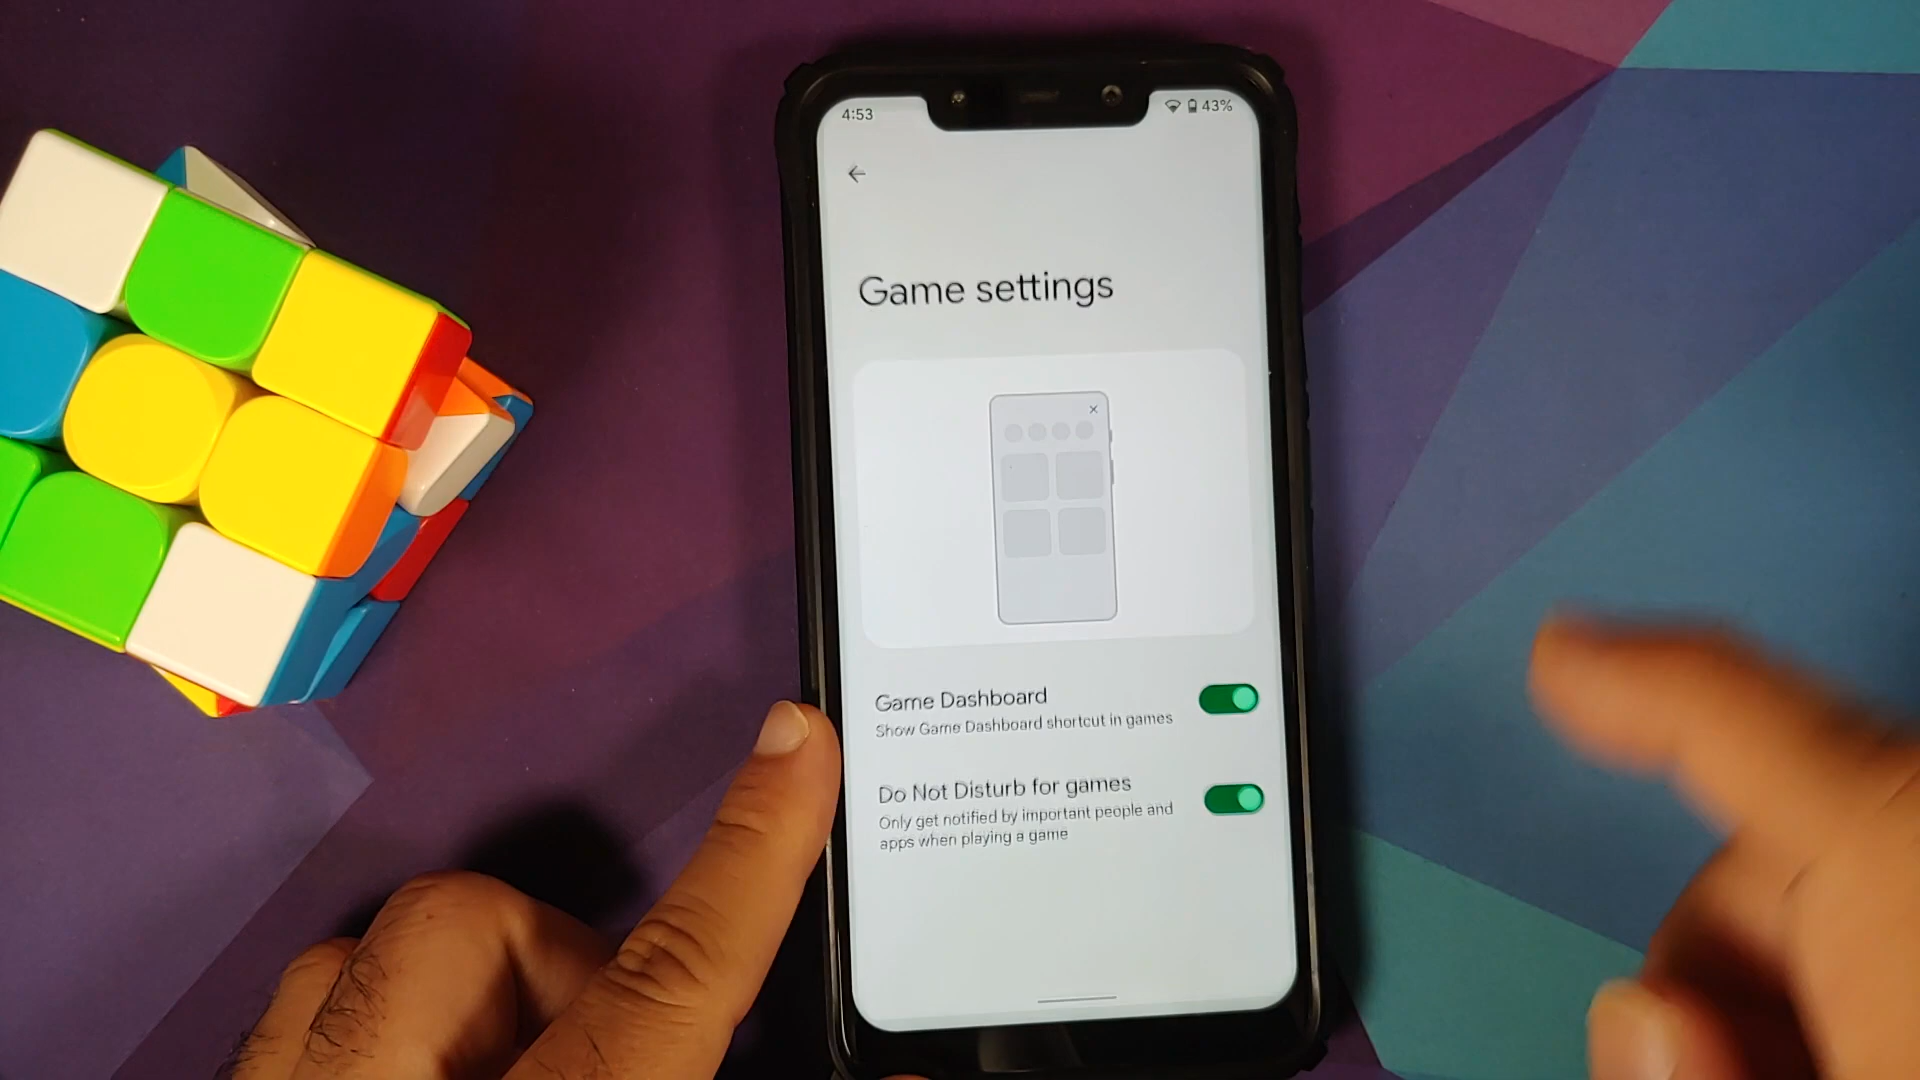 4:53
43%
Game settings
Game Dashboard
Show Game Dashboard shortcut in games
Do Not Disturb for games
Only get notified by important people and
apps when playing a game